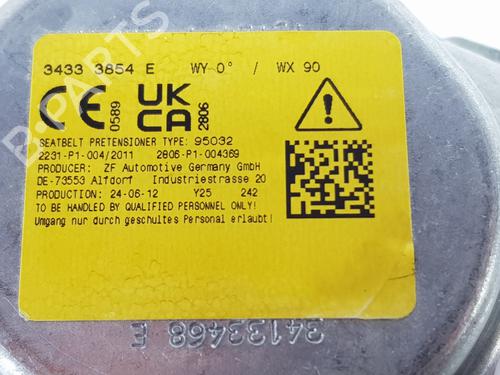 3433 3854 E WY 0° / WX 90
CE 0589 UK CA 2806
SEATBELT PRETENSIONER TYPE: 95032
2231-P1-004/2011 2806-P1-004369
PRODUCER: ZF Automotive Germany GmbH
DE-73553 Alfdorf Industriestrasse 20
PRODUCTION: 24-06-12 Y25 242
TO BE HANDLED BY QUALIFIED PERSONNEL ONLY!
Umgang nur durch geschultes Personal erlaubt!
34133468 E
B-PARTS